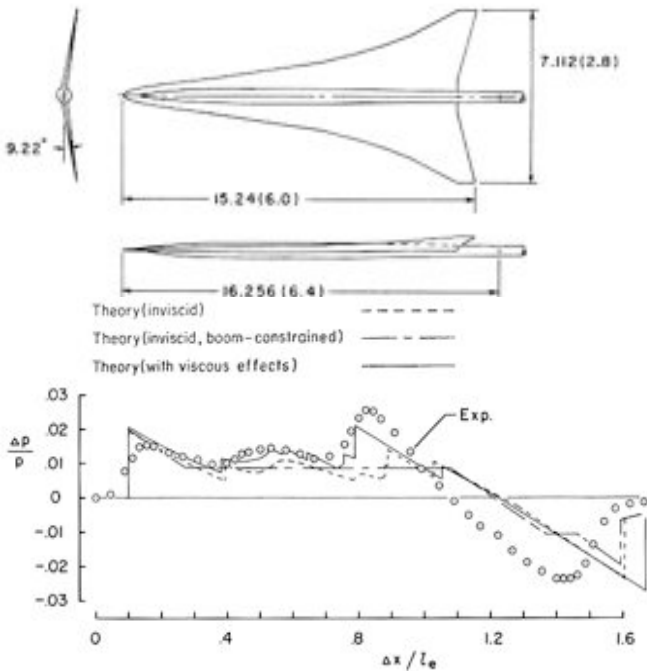 7.112(2.8)
9.22°
15.24(6.0)
16.256(6.4)
Theory(inviscid)
Theory(inviscid, boom-constrained)
Theory(with viscous effects)
.03
.02
.01
0
-.01
-.02
-.03
Δp
p
Exp.
0
.4
.8
1.2
1.6
Δx/le